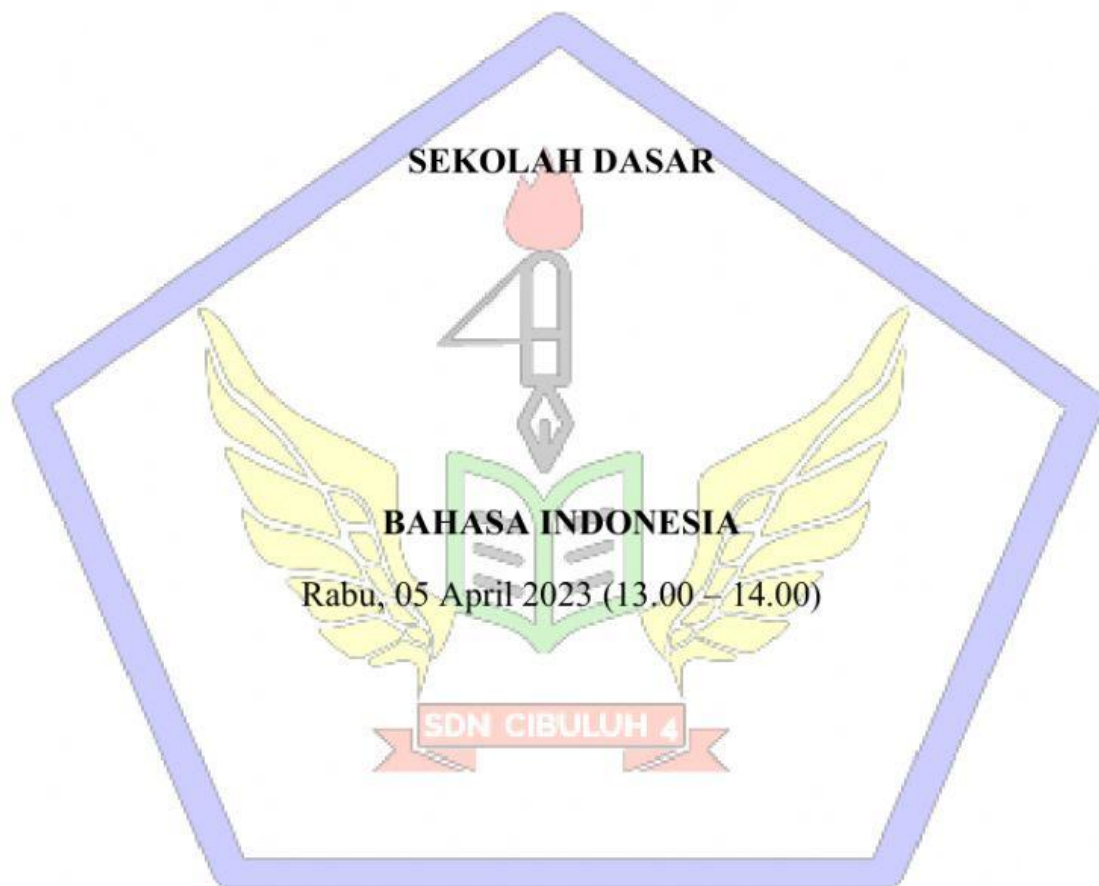 SEKOLAH DASAR
BAHASA INDONESIA
Rabu, 05 April 2023 (13.00 – 14.00)
SDN CIBULUH 4